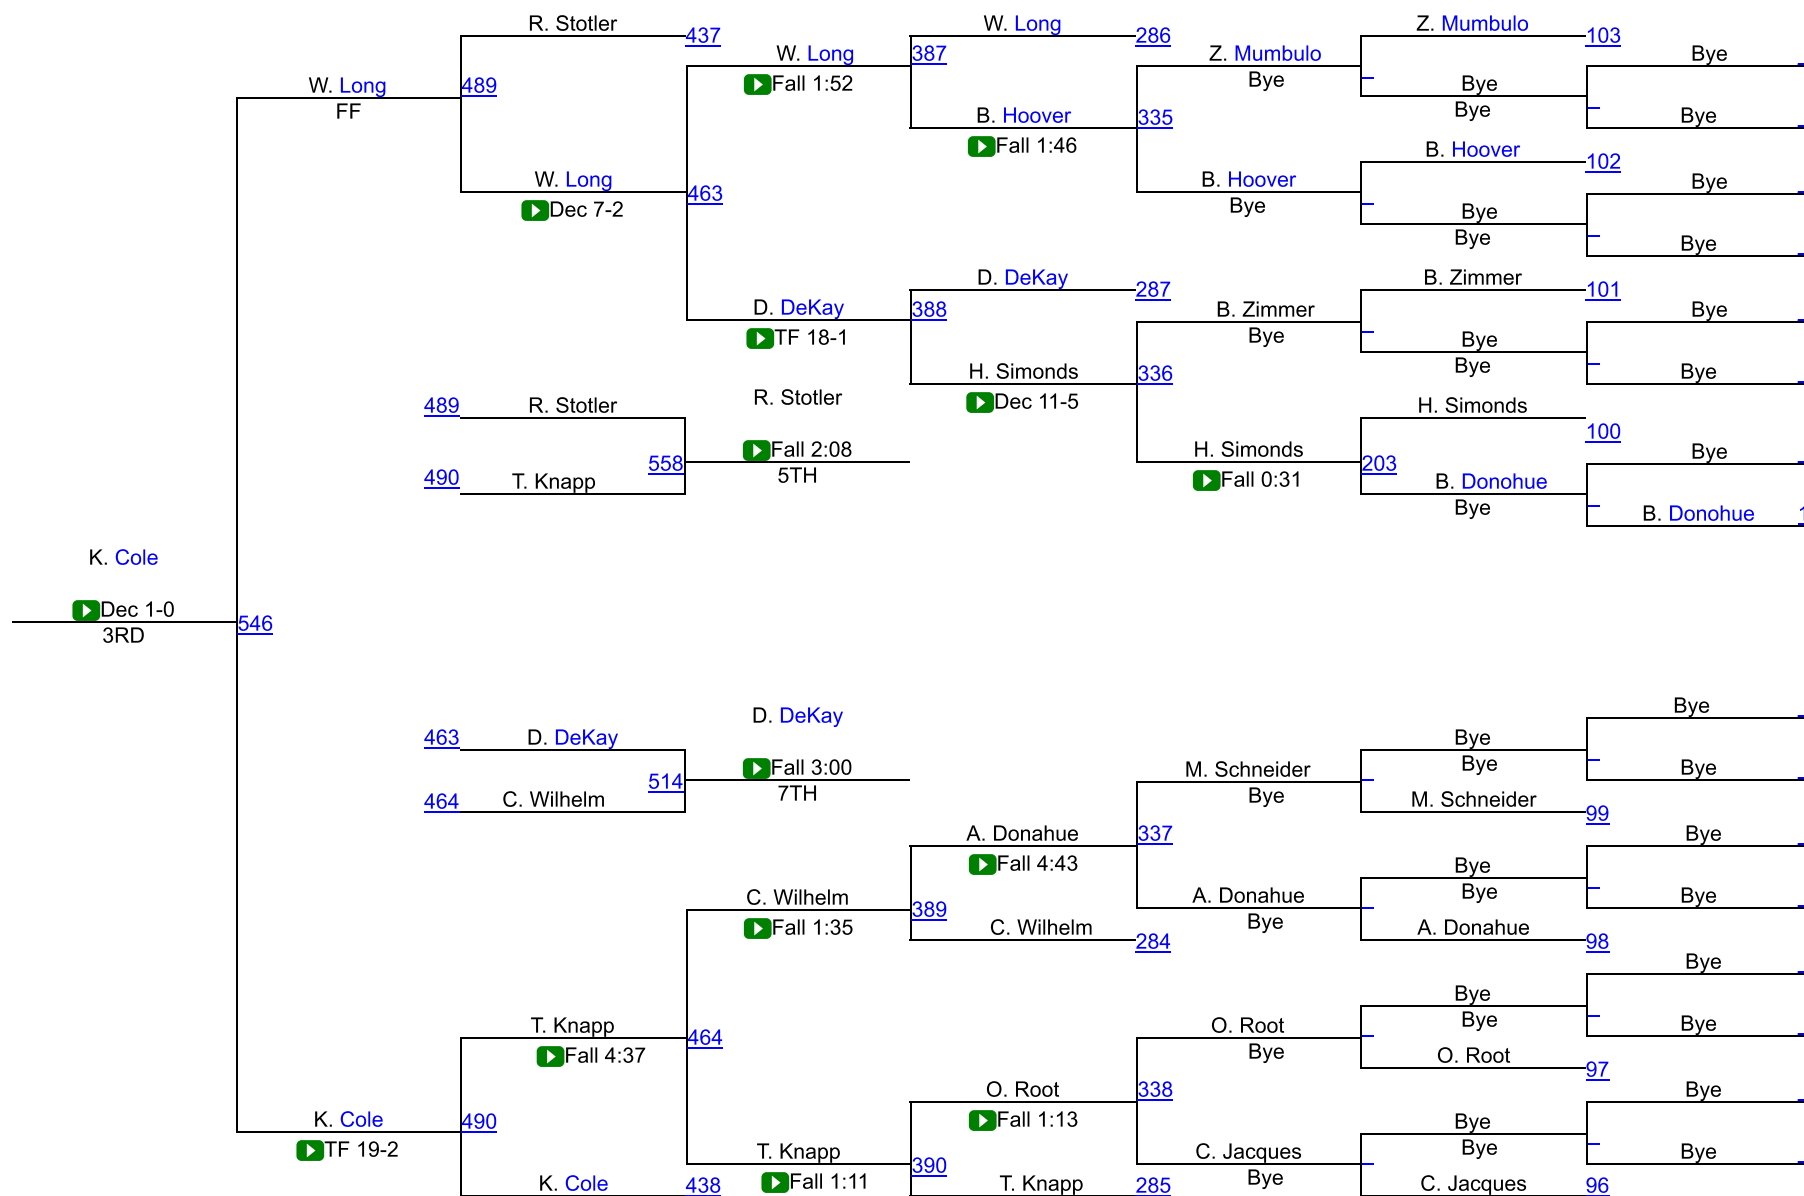 R. Stotler
437
W. Long
286
Z. Mumbulo
103
W. Long
387
Z. Mumbulo
Bye
Fall 1:52
Bye
Bye
W. Long
489
Bye
FF
B. Hoover
335
Bye
Fall 1:46
B. Hoover
102
W. Long
463
B. Hoover
Bye
Dec 7-2
Bye
Bye
Bye
Bye
D. DeKay
287
B. Zimmer
101
D. DeKay
388
B. Zimmer
Bye
TF 18-1
Bye
Bye
Bye
H. Simonds
336
Bye
R. Stotler
Dec 11-5
489
R. Stotler
H. Simonds
100
Fall 2:08
H. Simonds
Bye
490
T. Knapp
558
5TH
Fall 0:31
203
B. Donohue
Bye
B. Donohue
K. Cole
Dec 1-0
3RD
546
D. DeKay
Bye
463
D. DeKay
Bye
Bye
Fall 3:00
M. Schneider
Bye
514
7TH
Bye
464
C. Wilhelm
M. Schneider
99
A. Donahue
337
Bye
Fall 4:43
Bye
C. Wilhelm
389
A. Donahue
Bye
Bye
Fall 1:35
C. Wilhelm
284
Bye
A. Donahue
98
Bye
Bye
T. Knapp
464
O. Root
Bye
Bye
Fall 4:37
Bye
O. Root
97
O. Root
338
Bye
K. Cole
490
Fall 1:13
Bye
TF 19-2
T. Knapp
390
C. Jacques
Bye
Bye
K. Cole
438
Fall 1:11
T. Knapp
285
Bye
C. Jacques
96